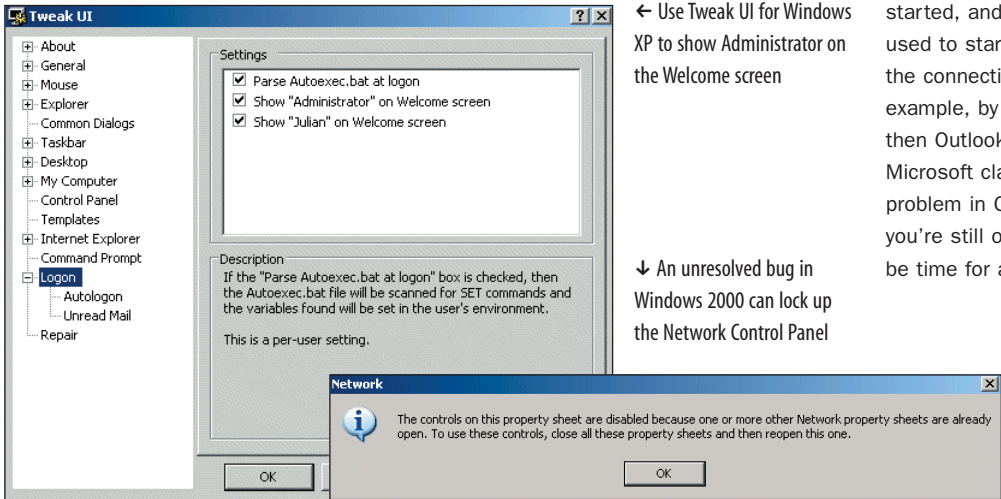 Tweak UI
About
General
Mouse
Explorer
Common Dialogs
Taskbar
Desktop
My Computer
Control Panel
Templates
Internet Explorer
Command Prompt
Logon
Autologon
Unread Mail
Repair
Settings
Parse Autoexec.bat at logon
Show "Administrator" on Welcome screen
Show "Julian" on Welcome screen
Description
If the "Parse Autoexec.bat at logon" box is checked, then
the Autoexec.bat file will be scanned for SET commands and
the variables found will be set in the user's environment.
This is a per-user setting.
OK
← Use Tweak UI for Windows
XP to show Administrator on
the Welcome screen
↓ An unresolved bug in
Windows 2000 can lock up
the Network Control Panel
Network
The controls on this property sheet are disabled because one or more other Network property sheets are already
open. To use these controls, close all these property sheets and then reopen this one.
OK
started, and
used to star
the connecti
example, by
then Outlook
Microsoft cla
problem in
you're still o
be time for a